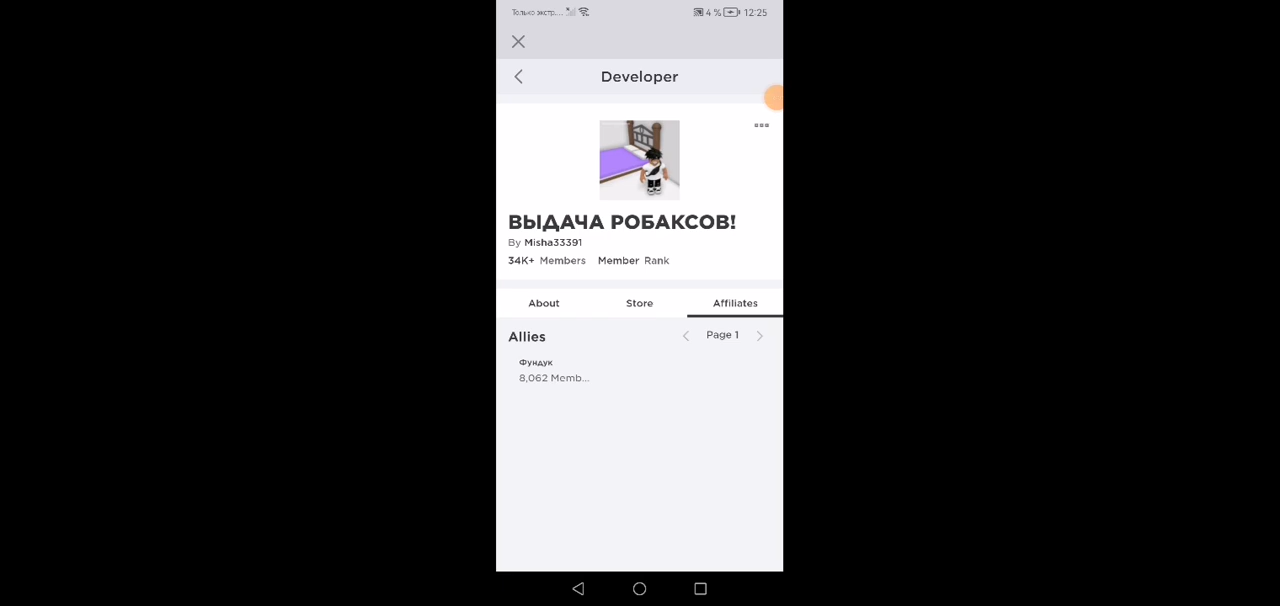 Только экстр... 4 % 12:25
Developer
ВЫДАЧА РОБАКСОВ!
By Misha33391
34K+ Members Member Rank
About Store Affiliates
Allies Page 1
Фундук
8,062 Memb...